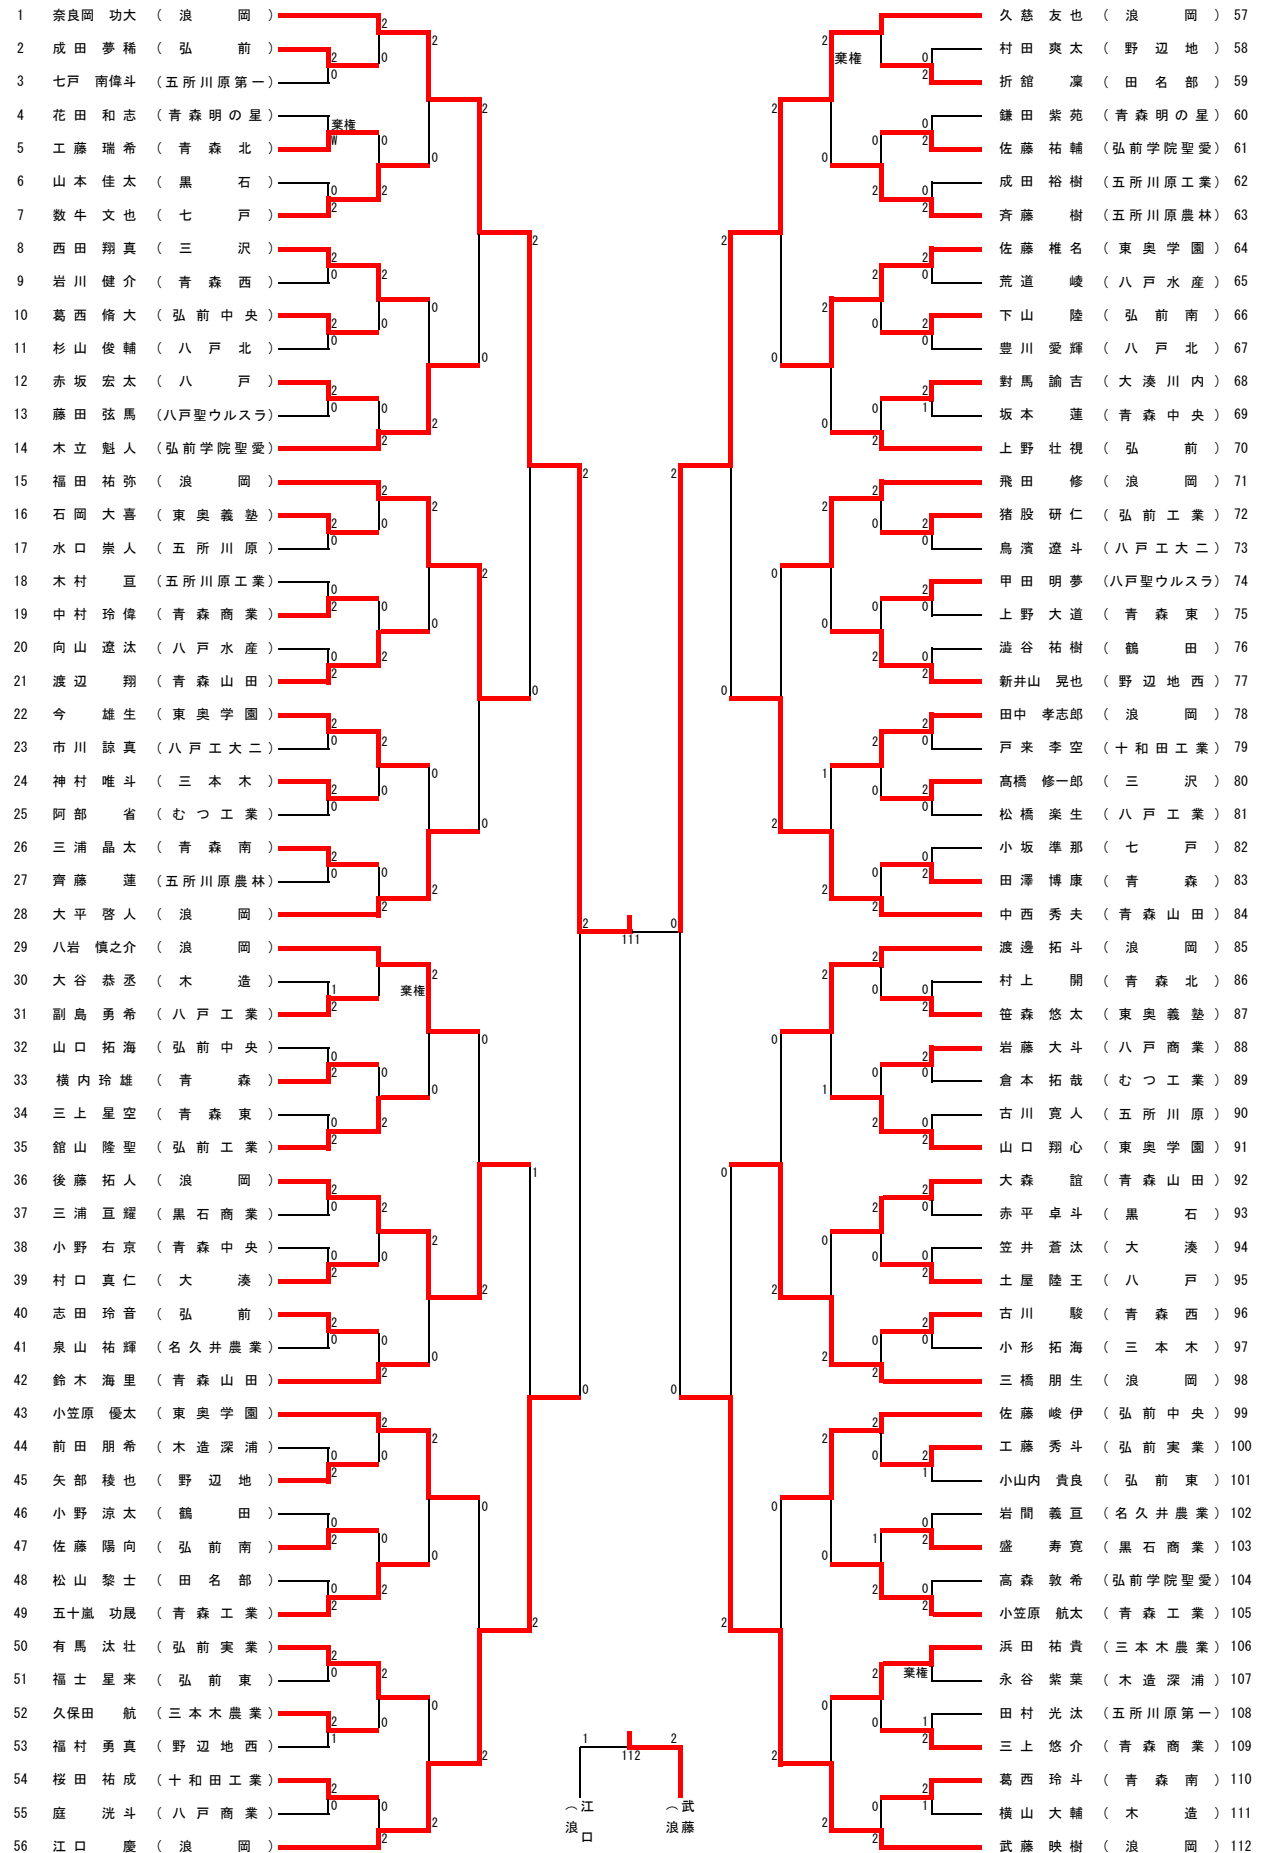 1 奈良岡 功大 ( 浪 岡 )
2 成田 夢稀 ( 弘 前 )
3 七戸 南偉斗 (五所川原第一)
4 花田 和志 (青森明の星)
5 工藤 瑞希 ( 青 森 北 )
6 山本 佳太 ( 黒 石 )
7 数牛 文也 ( 七 戸 )
8 西田 翔真 ( 三 沢 )
9 岩川 健介 ( 青 森 西 )
10 葛西 脩大 ( 弘前中央 )
11 杉山 俊輔 ( 八 戸 北 )
12 赤坂 宏太 ( 八 戸 )
13 藤田 弦馬 (八戸聖ウルスラ)
14 木立 魁人 (弘前学院聖愛)
15 福田 祐弥 ( 浪 岡 )
16 石岡 大喜 ( 東奥義塾 )
17 水口 崇人 ( 五所川原 )
18 木村 亘 (五所川原工業)
19 中村 玲偉 ( 青森商業 )
20 向山 遼汰 ( 八戸水産 )
21 渡辺 翔 ( 青森山田 )
22 今 雄生 ( 東奥学園 )
23 市川 諒真 (八戸工大二)
24 神村 唯斗 ( 三 本 木 )
25 阿部 省 ( むつ工業 )
26 三浦 晶太 ( 青 森 南 )
27 齊藤 蓮 (五所川原農林)
28 大平 啓人 ( 浪 岡 )
29 八岩 慎之介 ( 浪 岡 )
30 大谷 恭丞 ( 木 造 )
31 副島 勇希 ( 八戸工業 )
32 山口 拓海 ( 弘前中央 )
33 横内 玲雄 ( 青 森 )
34 三上 星空 ( 青 森 東 )
35 舘山 隆聖 ( 弘前工業 )
36 後藤 拓人 ( 浪 岡 )
37 三浦 亘耀 ( 黒石商業 )
38 小野 右京 ( 青森中央 )
39 村口 真仁 ( 大 湊 )
40 志田 玲音 ( 弘 前 )
41 泉山 祐輝 (名久井農業)
42 鈴木 海里 ( 青森山田 )
43 小笠原 優太 ( 東奥学園 )
44 前田 朋希 ( 木造深浦 )
45 矢部 稜也 ( 野 辺 地 )
46 小野 涼太 ( 鶴 田 )
47 佐藤 陽向 ( 弘 前 南 )
48 松山 黎士 ( 田 名 部 )
49 五十嵐 功晟 ( 青森工業 )
50 有馬 汰壮 ( 弘前実業 )
51 福士 星来 ( 弘 前 東 )
52 久保田 航 (三本木農業)
53 福村 勇真 ( 野辺地西 )
54 桜田 祐成 (十和田工業)
55 庭 洸斗 ( 八戸商業 )
56 江口 慶 ( 浪 岡 )
久慈 友也 ( 浪 岡 ) 57
村田 爽太 ( 野 辺 地 ) 58
折舘 凜 ( 田 名 部 ) 59
鎌田 紫苑 (青森明の星) 60
佐藤 祐輔 (弘前学院聖愛) 61
成田 裕樹 (五所川原工業) 62
斉藤 樹 (五所川原農林) 63
佐藤 椎名 ( 東奥学園 ) 64
荒道 崚 ( 八戸水産 ) 65
下山 陸 ( 弘 前 南 ) 66
豊川 愛輝 ( 八 戸 北 ) 67
對馬 諭吉 ( 大湊川内 ) 68
坂本 蓮 ( 青森中央 ) 69
上野 壮視 ( 弘 前 ) 70
飛田 修 ( 浪 岡 ) 71
猪股 研仁 ( 弘前工業 ) 72
鳥濱 遼斗 (八戸工大二) 73
甲田 明夢 (八戸聖ウルスラ) 74
上野 大道 ( 青 森 東 ) 75
澁谷 祐樹 ( 鶴 田 ) 76
新井山 晃也 ( 野辺地西 ) 77
田中 孝志郎 ( 浪 岡 ) 78
戸来 李空 (十和田工業) 79
髙橋 修一郎 ( 三 沢 ) 80
松橋 楽生 ( 八戸工業 ) 81
小坂 準那 ( 七 戸 ) 82
田澤 博康 ( 青 森 ) 83
中西 秀夫 ( 青森山田 ) 84
渡邊 拓斗 ( 浪 岡 ) 85
村上 開 ( 青 森 北 ) 86
笹森 悠太 ( 東奥義塾 ) 87
岩藤 大斗 ( 八戸商業 ) 88
倉本 拓哉 ( むつ工業 ) 89
古川 寛人 ( 五所川原 ) 90
山口 翔心 ( 東奥学園 ) 91
大森 誼 ( 青森山田 ) 92
赤平 卓斗 ( 黒 石 ) 93
笠井 蒼汰 ( 大 湊 ) 94
土屋 陸王 ( 八 戸 ) 95
古川 駿 ( 青 森 西 ) 96
小形 拓海 ( 三 本 木 ) 97
三橋 朋生 ( 浪 岡 ) 98
佐藤 峻伊 ( 弘前中央 ) 99
工藤 秀斗 ( 弘前実業 ) 100
小山内 貴良 ( 弘 前 東 ) 101
岩間 義亘 (名久井農業) 102
盛 寿寛 ( 黒石商業 ) 103
高森 敦希 (弘前学院聖愛) 104
小笠原 航太 ( 青森工業 ) 105
浜田 祐貴 (三本木農業) 106
永谷 紫葉 ( 木造深浦 ) 107
田村 光汰 (五所川原第一) 108
三上 悠介 ( 青森商業 ) 109
葛西 玲斗 ( 青 森 南 ) 110
横山 大輔 ( 木 造 ) 111
武藤 映樹 ( 浪 岡 ) 112
棄権
W
棄権
棄権
棄権
2 0
111
1 2
112
江口
(浪
武藤
(浪